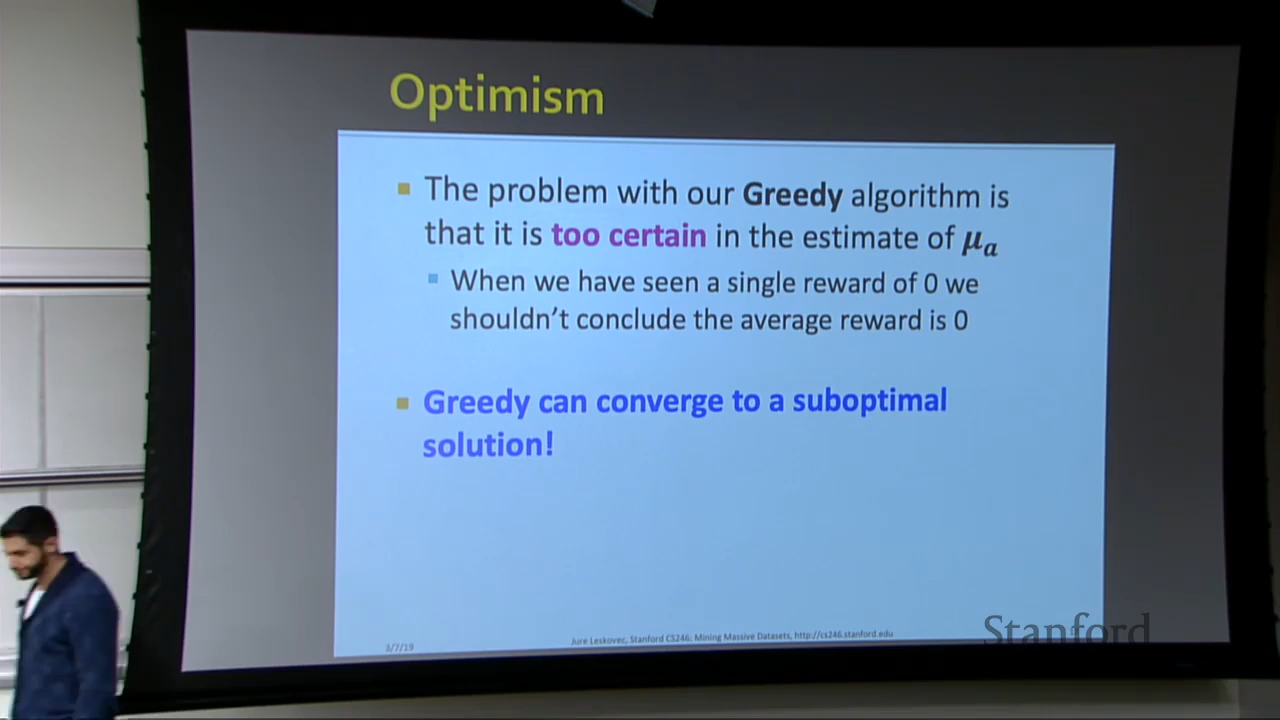 Optimism
The problem with our Greedy algorithm is
that it is too certain in the estimate of μa
When we have seen a single reward of 0 we
shouldn't conclude the average reward is 0
Greedy can converge to a suboptimal
solution!
3/7/19
Jure Leskovec, Stanford CS246: Mining Massive Datasets, http://cs246.stanford.edu
Stanford